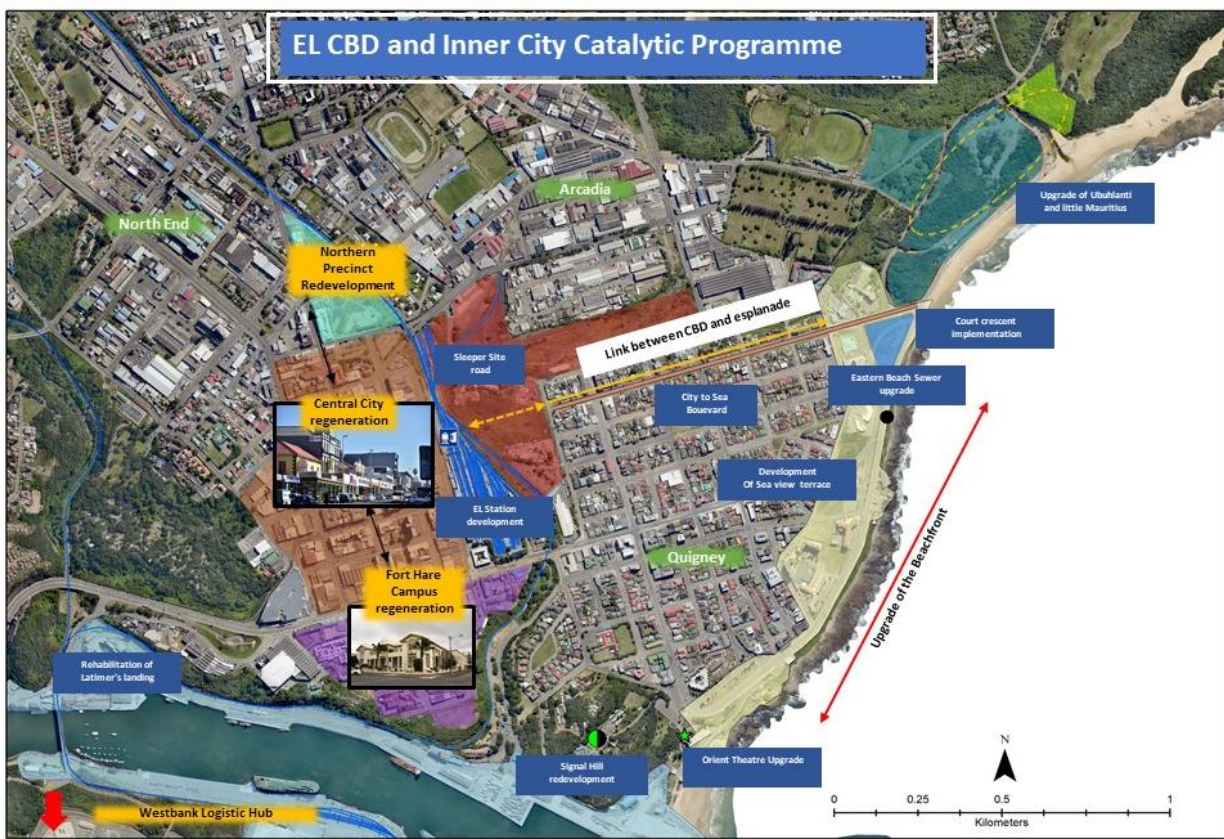 EL CBD and Inner City Catalytic Programme
Arcadia
North End
Upgrade of Ubuhlanti
and little Mauritius
Northern
Precinct
Redevelopment
Link between CBD and esplanade
Court crescent
implementation
Sleeper Site
road
Eastern Beach Sewer
upgrade
City to Sea
Bouevard
Central City
regeneration
Development
Of Sea view terrace
EL Station
development
Quigney
Upgrade of the Beachfront
Fort Hare
Campus
regeneration
Rehabilitation of
Latimer's landing
Signal Hill
redevelopment
Orient Theatre Upgrade
Westbank Logistic Hub
N
0 0.25 0.5 1
Kilometers